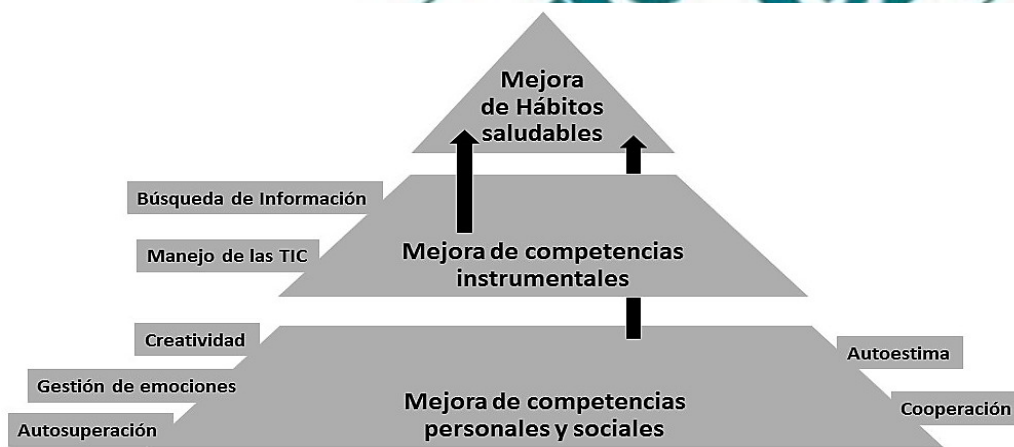 Mejora
de Hábitos
saludables
Búsqueda de Información
Manejo de las TIC
Mejora de competencias
instrumentales
Creatividad
Gestión de emociones
Autosuperación
Autoestima
Cooperación
Mejora de competencias
personales y sociales